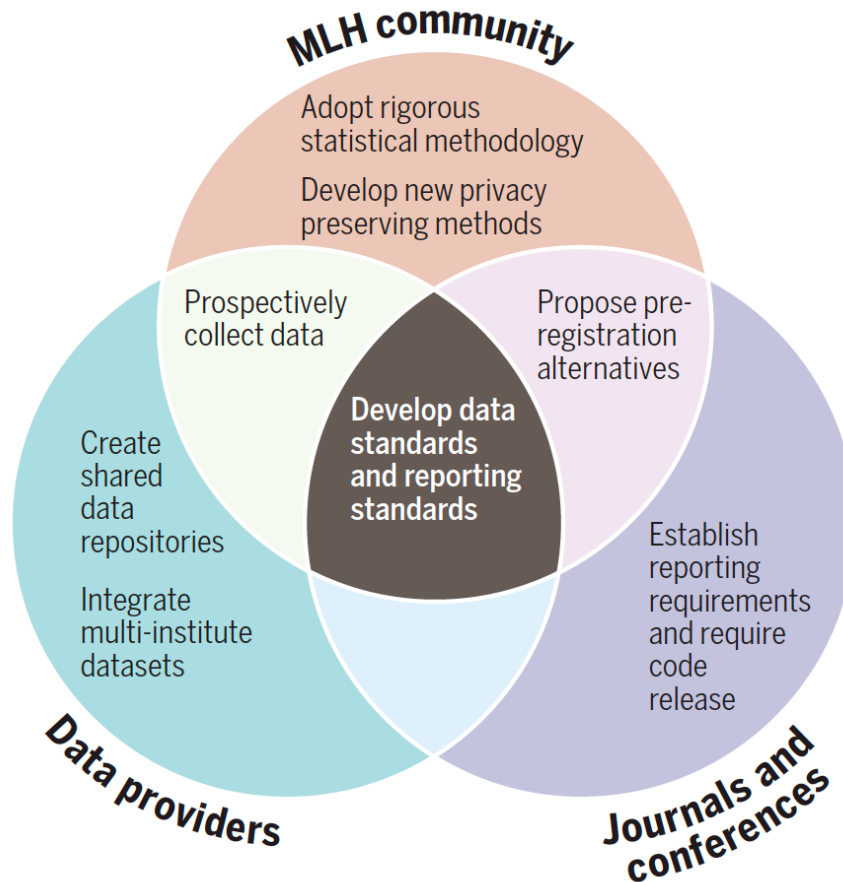 MLH community
Adopt rigorous
statistical methodology
Develop new privacy
preserving methods
Prospectively
collect data
Propose pre-
registration
alternatives
Develop data
standards
and reporting
standards
Create
shared
data
repositories
Integrate
multi-institute
datasets
Establish
reporting
requirements
and require
code
release
Data providers
Journals and
conferences